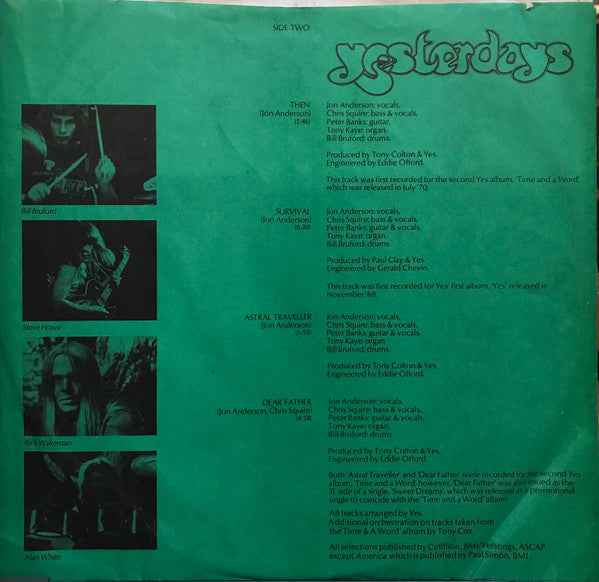 SIDE TWO
yesterdays
THEN
(Jon Anderson)
(5:46)
Jon Anderson: vocals,
Chris Squire: bass & vocals,
Peter Banks: guitar,
Tony Kaye: organ,
Bill Bruford: drums.
Produced by Tony Colton & Yes.
Engineered by Eddie Offord.
This track was first recorded for the second Yes album, 'Time and a Word',
which was released in July '70.
Bill Bruford
SURVIVAL
(Jon Anderson)
(6:20)
Jon Anderson: vocals,
Chris Squire: bass & vocals,
Peter Banks: guitar & vocals,
Tony Kaye: organ,
Bill Bruford: drums.
Produced by Paul Clay & Yes.
Engineered by Gerald Chevin.
This track was first recorded for Yes' first album, 'Yes', released in
November '69.
Steve Howe
ASTRAL TRAVELLER
(Jon Anderson)
(5:53)
Jon Anderson: vocals,
Chris Squire: bass & vocals,
Peter Banks: guitar & vocals,
Tony Kaye: organ
Bill Bruford: drums.
Produced by Tony Colton & Yes.
Engineered by Eddie Offord.
Rick Wakeman
DEAR FATHER
(Jon Anderson, Chris Squire)
(4:18)
Jon Anderson: vocals,
Chris Squire: bass & vocals,
Peter Banks: guitar & vocals,
Tony Kaye: organ,
Bill Bruford: drums.
Produced by Tony Colton & Yes.
Engineered by Eddie Offord.
Both 'Astral Traveller' and 'Dear Father' were recorded for the second Yes
album, 'Time and a Word', however, 'Dear Father' was also issued as the
'B' side of a single, 'Sweet Dreams', which was released as a promotional
single to coincide with the 'Time and a Word' album.
All tracks arranged by Yes.
Additional orchestration on tracks taken from
the 'Time & A Word' album by Tony Cox.
All selections published by Cotillion, BMI/Yessongs, ASCAP
except America which is published by Paul Simon, BMI.
Alan White